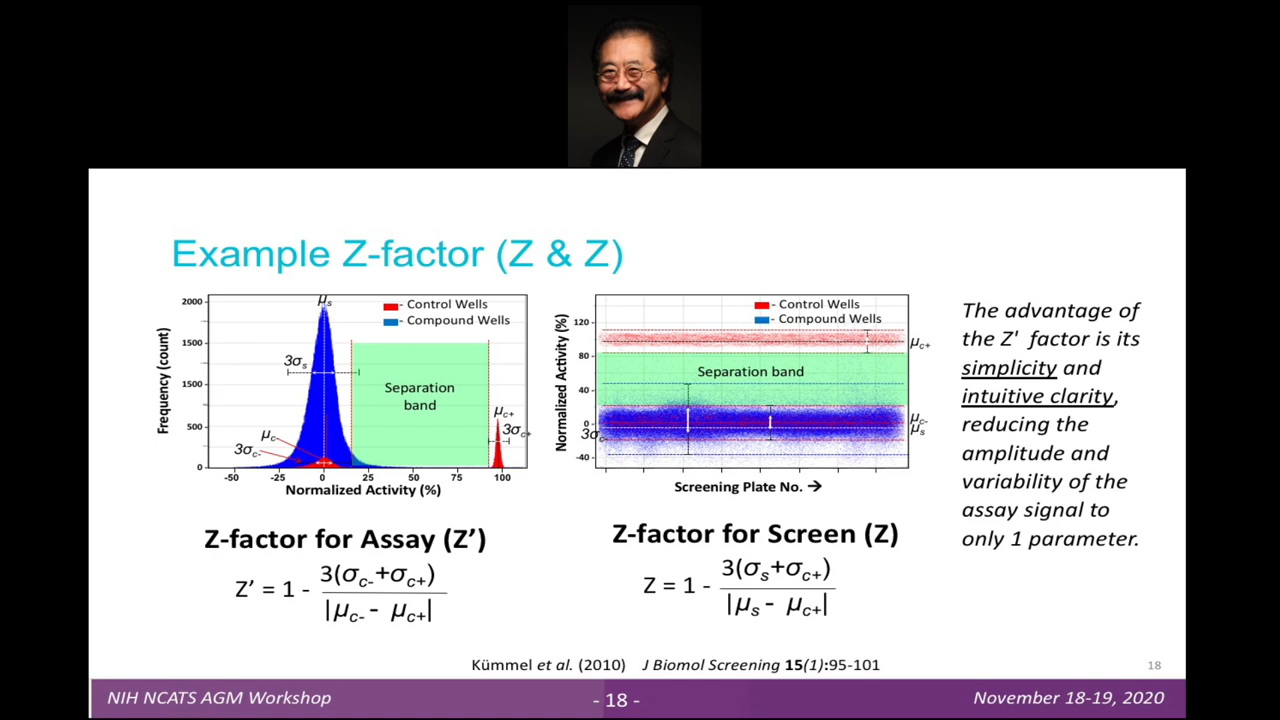 Example Z-factor (Z & Z)
μs
- Control Wells
- Compound Wells
2000
1500
1500
500
0
Frequency (count)
3σs
Separation
band
μc-
3σc-
μc+
3σc+
-50 -25 0 25 50 75 100
Normalized Activity (%)
- Control Wells
- Compound Wells
120
80
40
0
-40
Normalized Activity (%)
Separation band
μc+
μc-
μs
3σc-
Screening Plate No. →
The advantage of
the Z' factor is its
simplicity and
intuitive clarity,
reducing the
amplitude and
variability of the
assay signal to
only 1 parameter.
Z-factor for Assay (Z’)
Z’ = 1 - 3(σc-+σc+)
|μc- - μc+|
Z-factor for Screen (Z)
Z = 1 - 3(σs+σc+)
|μs - μc+|
Kümmel et al. (2010) J Biomol Screening 15(1):95-101
18
NIH NCATS AGM Workshop
- 18 -
November 18-19, 2020